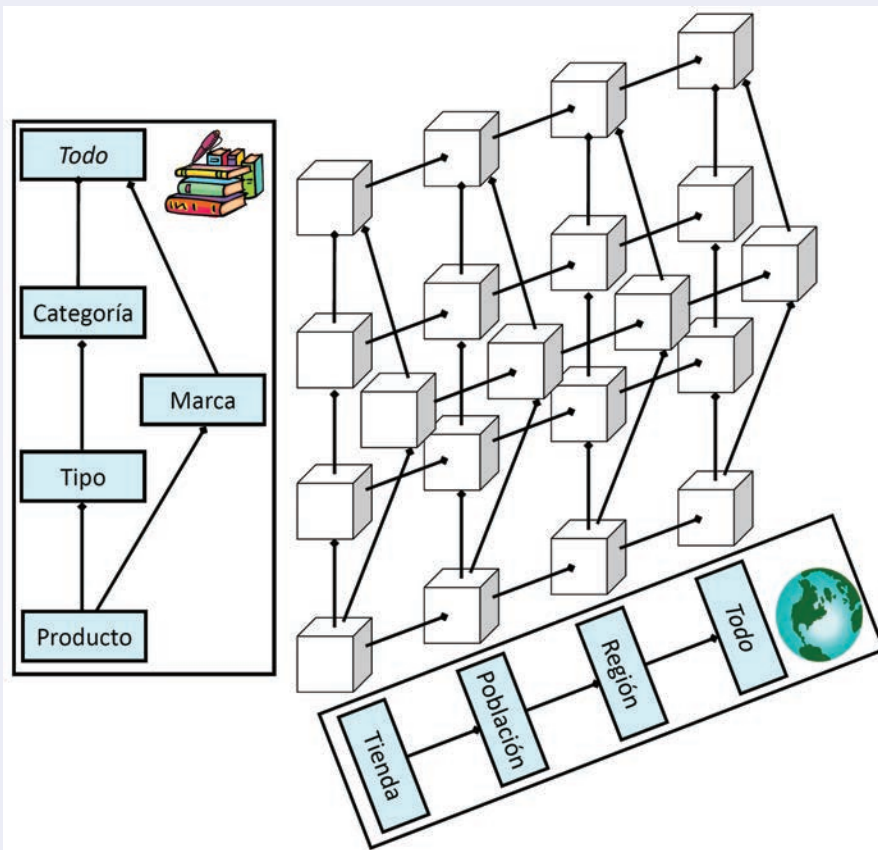 Todo
Categoría
Marca
Tipo
Producto
Tienda
Población
Región
Todo